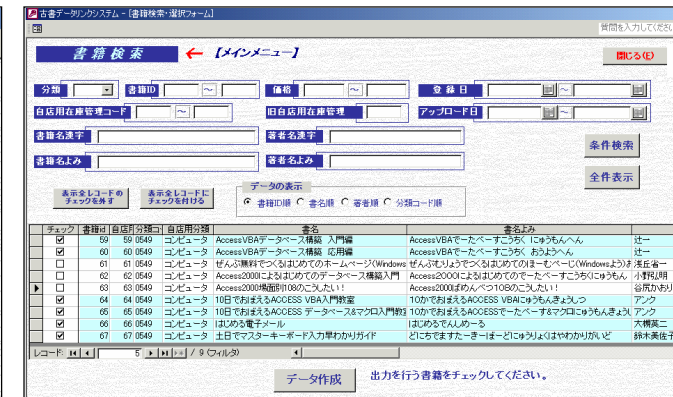 古書データリンクシステム - [書籍検索・選択フォーム]
質問を入力してください
書籍検索 ← 【メインメニュー】 閉じる(E)
分類 書籍ID ～ 価格 ～ 登録日 ～
自店用在庫管理コード ～ 旧自店用在庫管理 アップロード日 ～
書籍名漢字 著者名漢字
条件検索
書籍名よみ 著者名よみ
全件表示
データの表示
表示全レコードのチェックを外す 表示全レコードにチェックを付ける
書籍ID順 書名順 著者順 分類コード順
チェック 書籍id 自店用 分類コー 自店用分類 書名 書名よみ
59 59 0549 コンピュータ AccessVBAデータベース構築 入門編 AccessVBAでーたべーすこうちく にゅうもんへん 辻一
60 60 0549 コンピュータ AccessVBAデータベース構築 応用編 AccessVBAでーたべーすこうちく おうようへん 辻一
61 61 0549 コンピュータ ぜんぶ無料でつくるはじめてのホームページ(Windows ぜんぶむりょうでつくるはじめてのほーむぺーじ(Windowsよう)ま 浅丘省一
62 62 0549 コンピュータ Access2000によるはじめてのデータベース構築入門 Access2000によるはじめてのでーたべーすこうちくにゅうもん 小野弘明
63 63 0549 コンピュータ Access2000場面別108のこうしたい! Access2000ばめんべつ108のこうしたい! 谷尻かおり
64 64 0549 コンピュータ 10日でおぼえるACCESS VBA入門教室 10かでおぼえるACCESS VBAにゅうもんきょうしつ アンク
65 65 0549 コンピュータ 10日でおぼえるACCESS データベース&マクロ入門教室 10かでおぼえるACCESSでーたべーす&マクロにゅうもんきょうし アンク
66 66 0549 コンピュータ はじめる電子メール はじめるでんしめーる 大橋英二
67 67 0549 コンピュータ 土日でマスターキーボード入力早わかりガイド どにちでますたーきーぼーどにゅうりょくはやわかりがいど 鈴木美佐子
レコード: 5 / 9 (フィルタ)
データ作成 出力を行う書籍をチェックしてください。